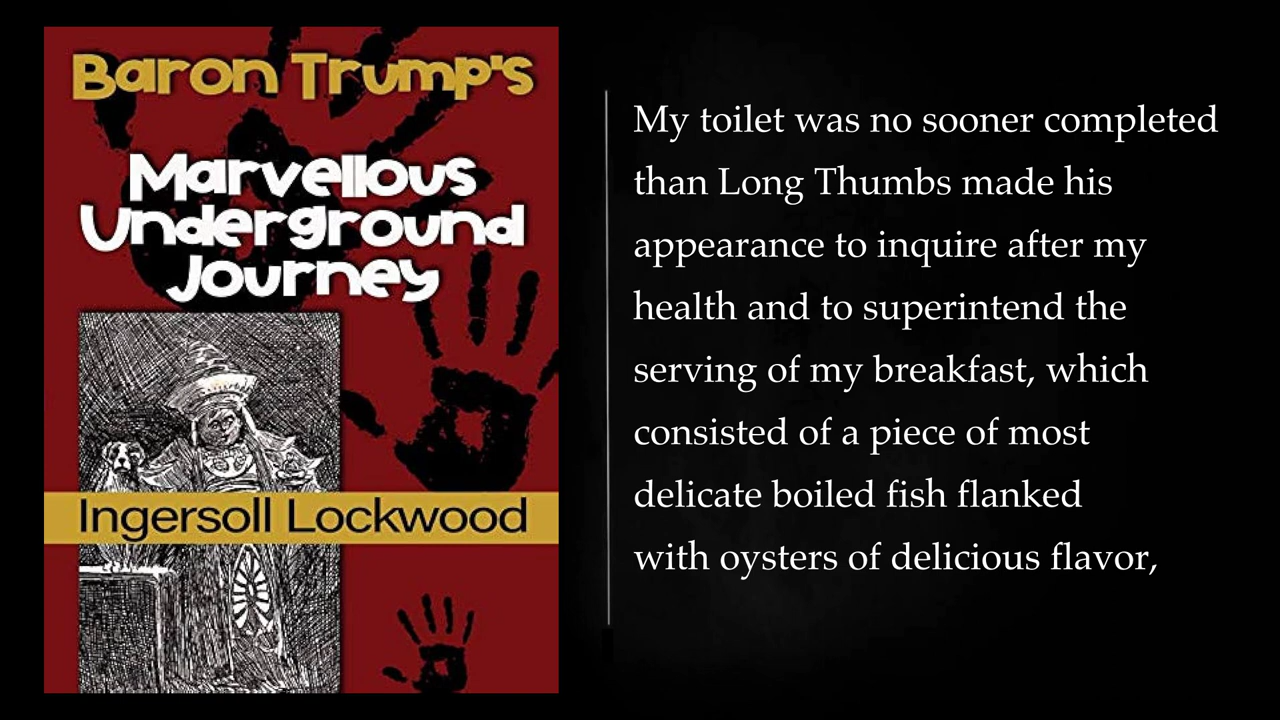 Baron Trump's
Marvellous
Underground
Journey
Ingersoll Lockwood
My toilet was no sooner completed
than Long Thumbs made his
appearance to inquire after my
health and to superintend the
serving of my breakfast, which
consisted of a piece of most
delicate boiled fish flanked
with oysters of delicious flavor,